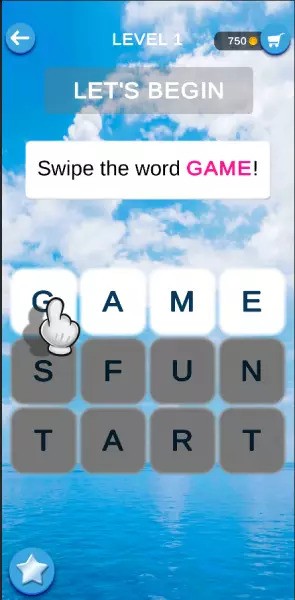 LEVEL 1
750
LET'S BEGIN
Swipe the word GAME!
G A M E
S F U N
T A R T